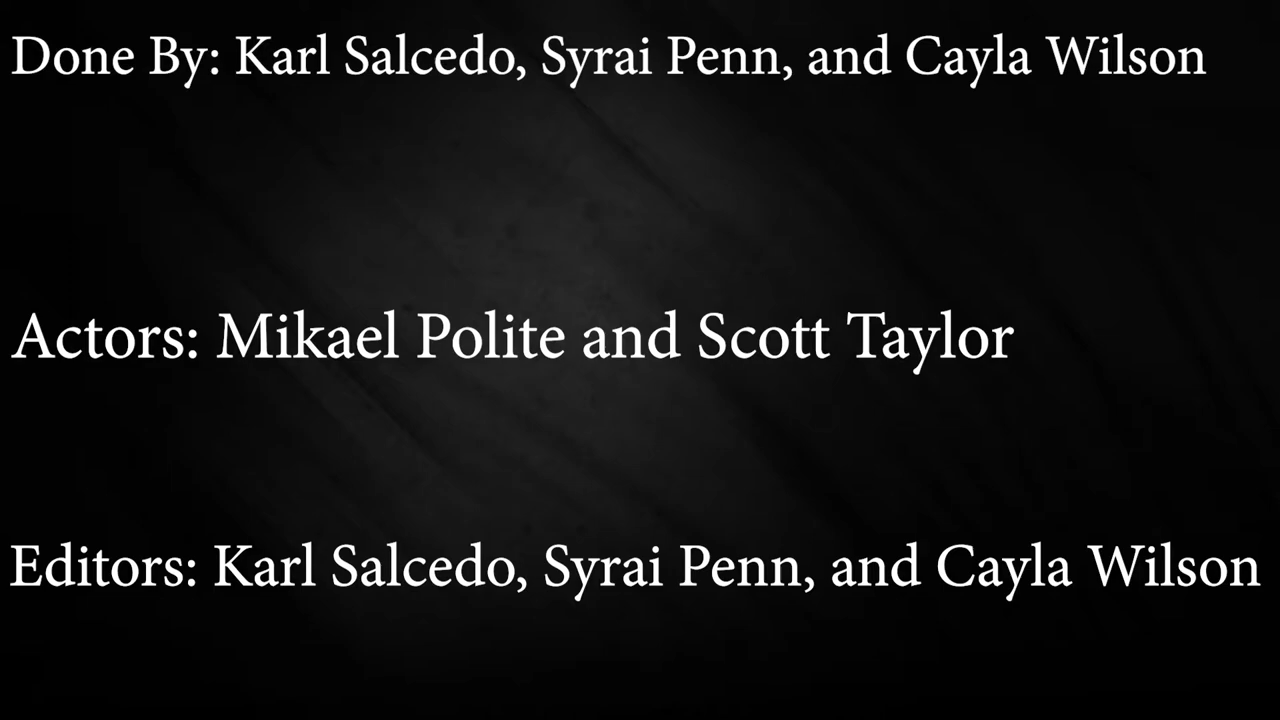 Done By: Karl Salcedo, Syrai Penn, and Cayla Wilson
Actors: Mikael Polite and Scott Taylor
Editors: Karl Salcedo, Syrai Penn, and Cayla Wilson